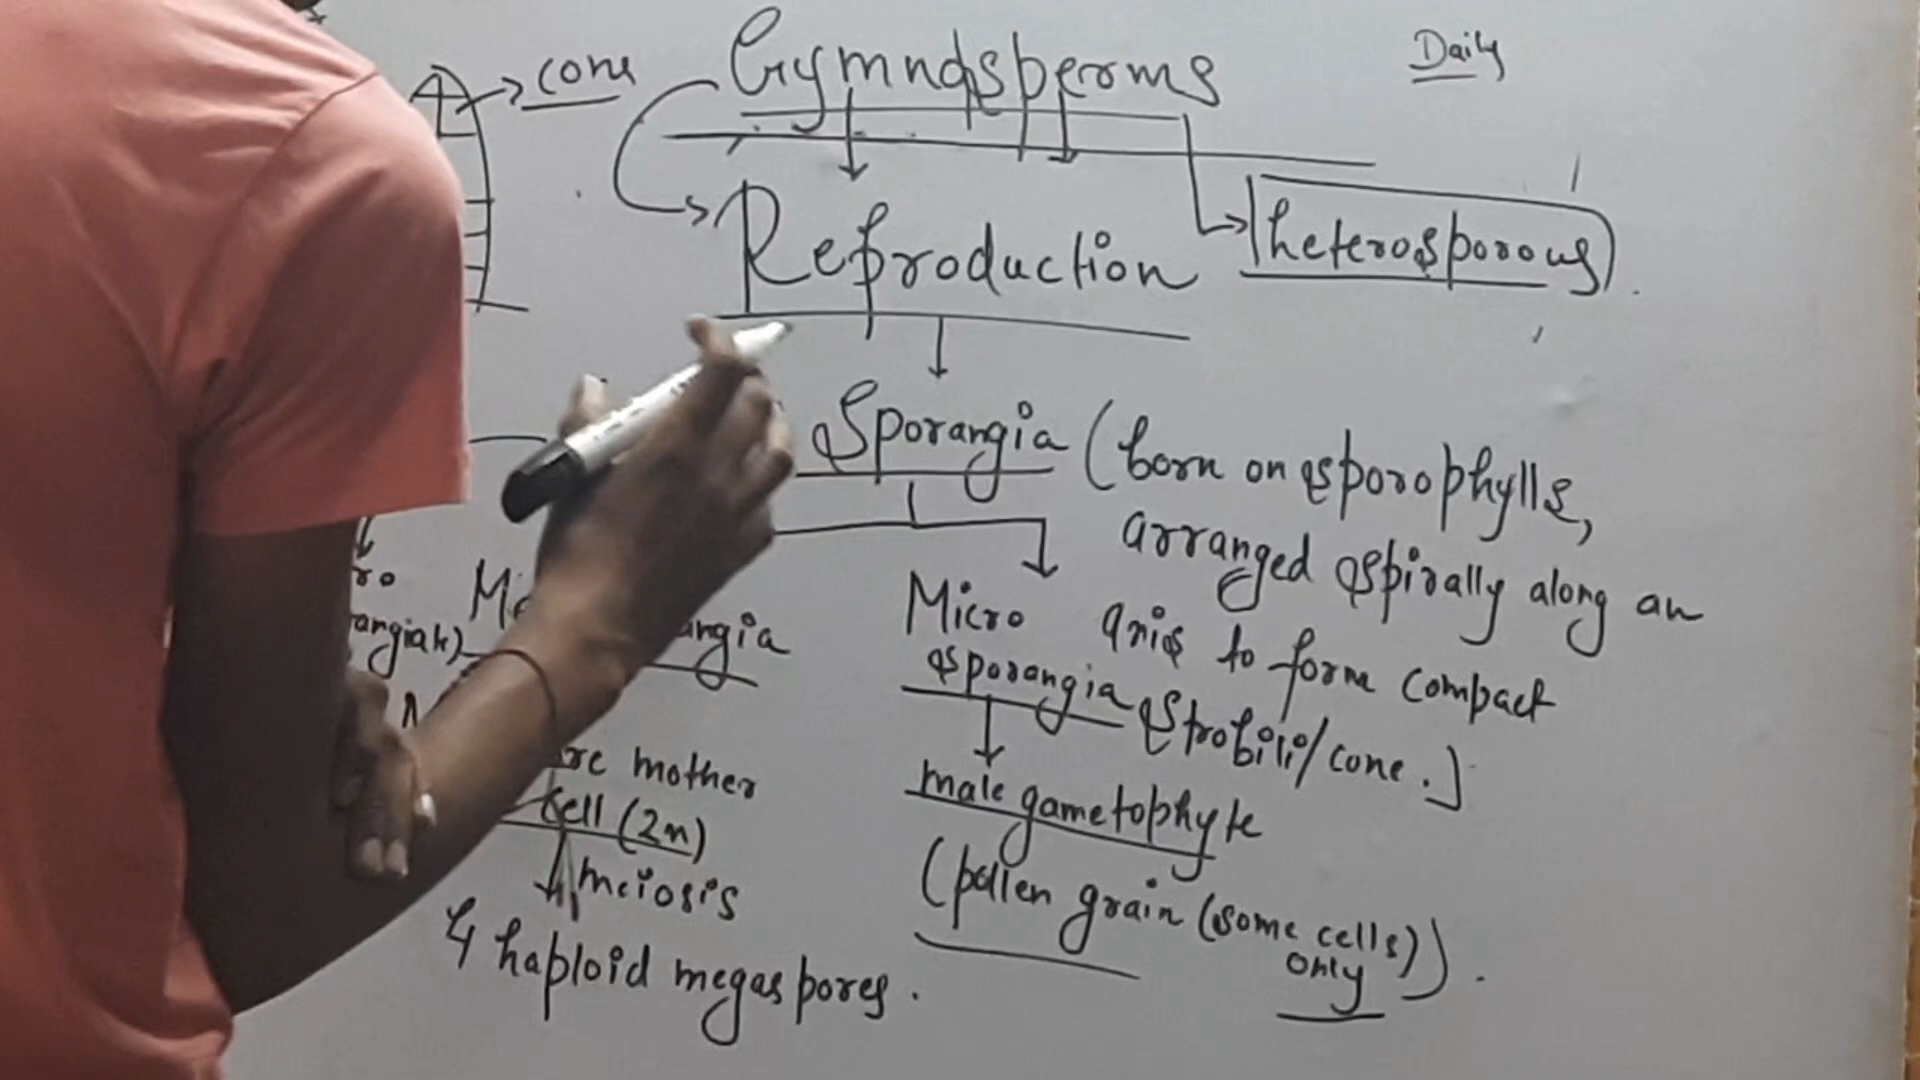 cone
Gymnosperms
Daily
Reproduction
heterosporous
Sporangia (born on sporophylls,
arranged spirally along an
axis to form compact
strobili/cone.)
angia
Micro
sporangia
male gametophyte
(pollen grain (some cells))
only
mother
cell (2n)
meiosis
4 haploid megaspores.